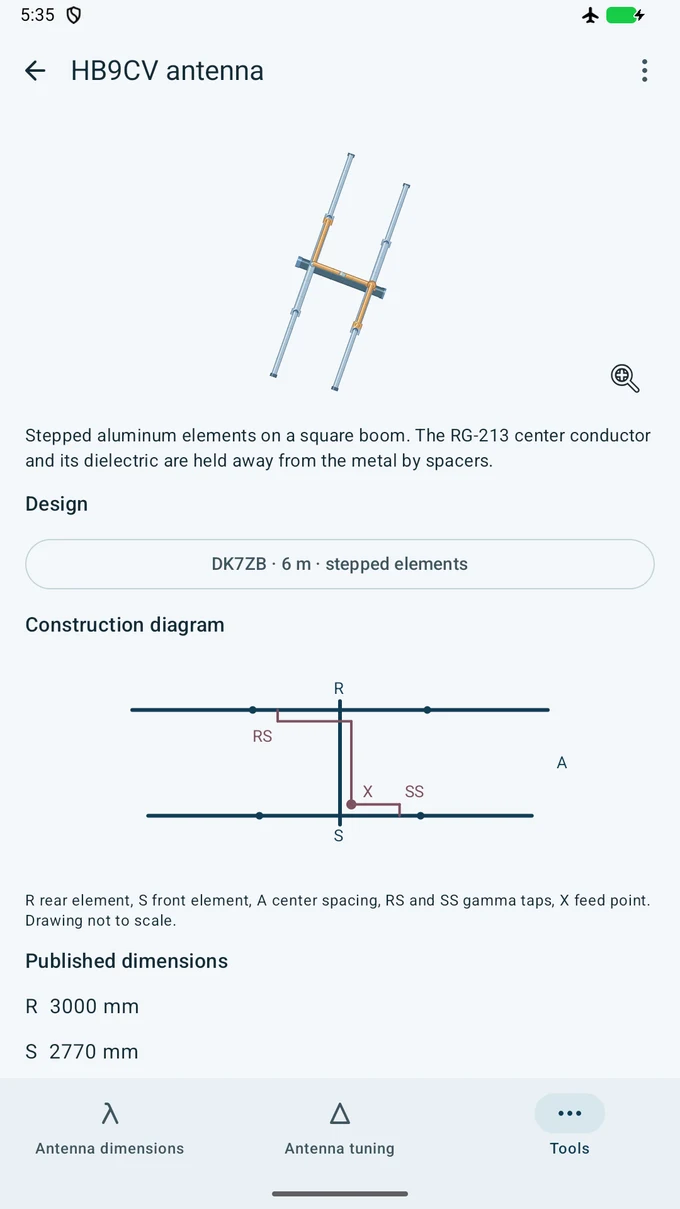 5:35
HB9CV antenna
Stepped aluminum elements on a square boom. The RG-213 center conductor
and its dielectric are held away from the metal by spacers.
Design
DK7ZB · 6 m · stepped elements
Construction diagram
R
RS
A
X
SS
S
R rear element, S front element, A center spacing, RS and SS gamma taps, X feed point.
Drawing not to scale.
Published dimensions
R 3000 mm
S 2770 mm
λ
Antenna dimensions
Antenna tuning
Tools